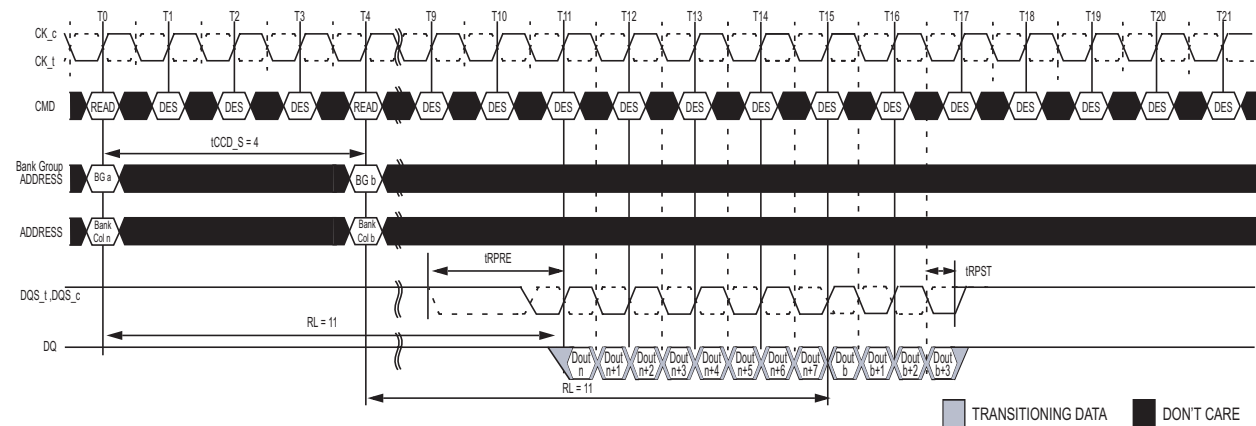 T0 T1 T2 T3 T4 T9 T10 T11 T12 T13 T14 T15 T16 T17 T18 T19 T20 T21
CK_c
CK_t
CMD READ DES DES DES READ DES DES DES DES DES DES DES DES DES DES DES DES DES
tCCD_S = 4
Bank Group
ADDRESS
BG a
BG b
ADDRESS
Bank
Col n
Bank
Col b
tRPRE
tRPST
DQS_t ,DQS_c
RL = 11
DQ
Dout
n
Dout
n+1
Dout
n+2
Dout
n+3
Dout
n+4
Dout
n+5
Dout
n+6
Dout
n+7
Dout
b
Dout
b+1
Dout
b+2
Dout
b+3
RL = 11
TRANSITIONING DATA
DON'T CARE